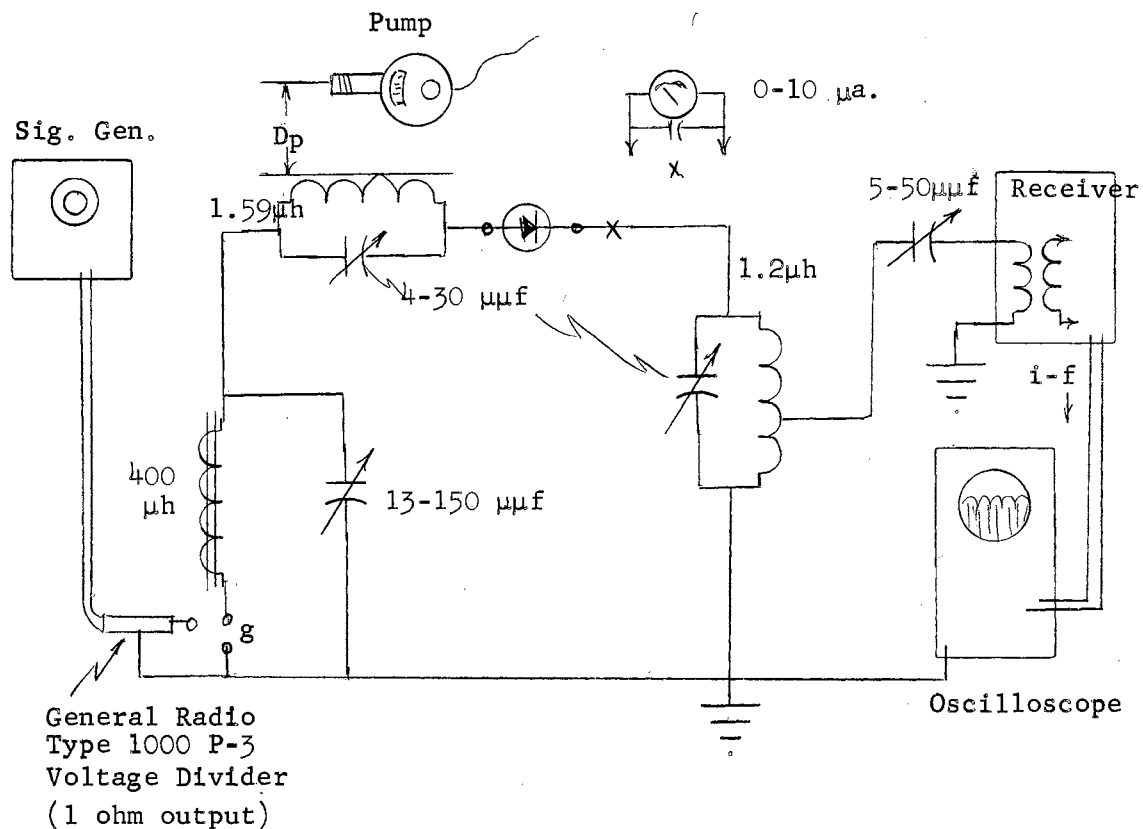 Pump
0-10 μa.
Sig. Gen.
Dp
x
5-50μμf
Receiver
1.59μh
x
1.2μh
4-30 μμf
i-f
400
μh
13-150 μμf
g
Oscilloscope
General Radio
Type 1000 P-3
Voltage Divider
(1 ohm output)